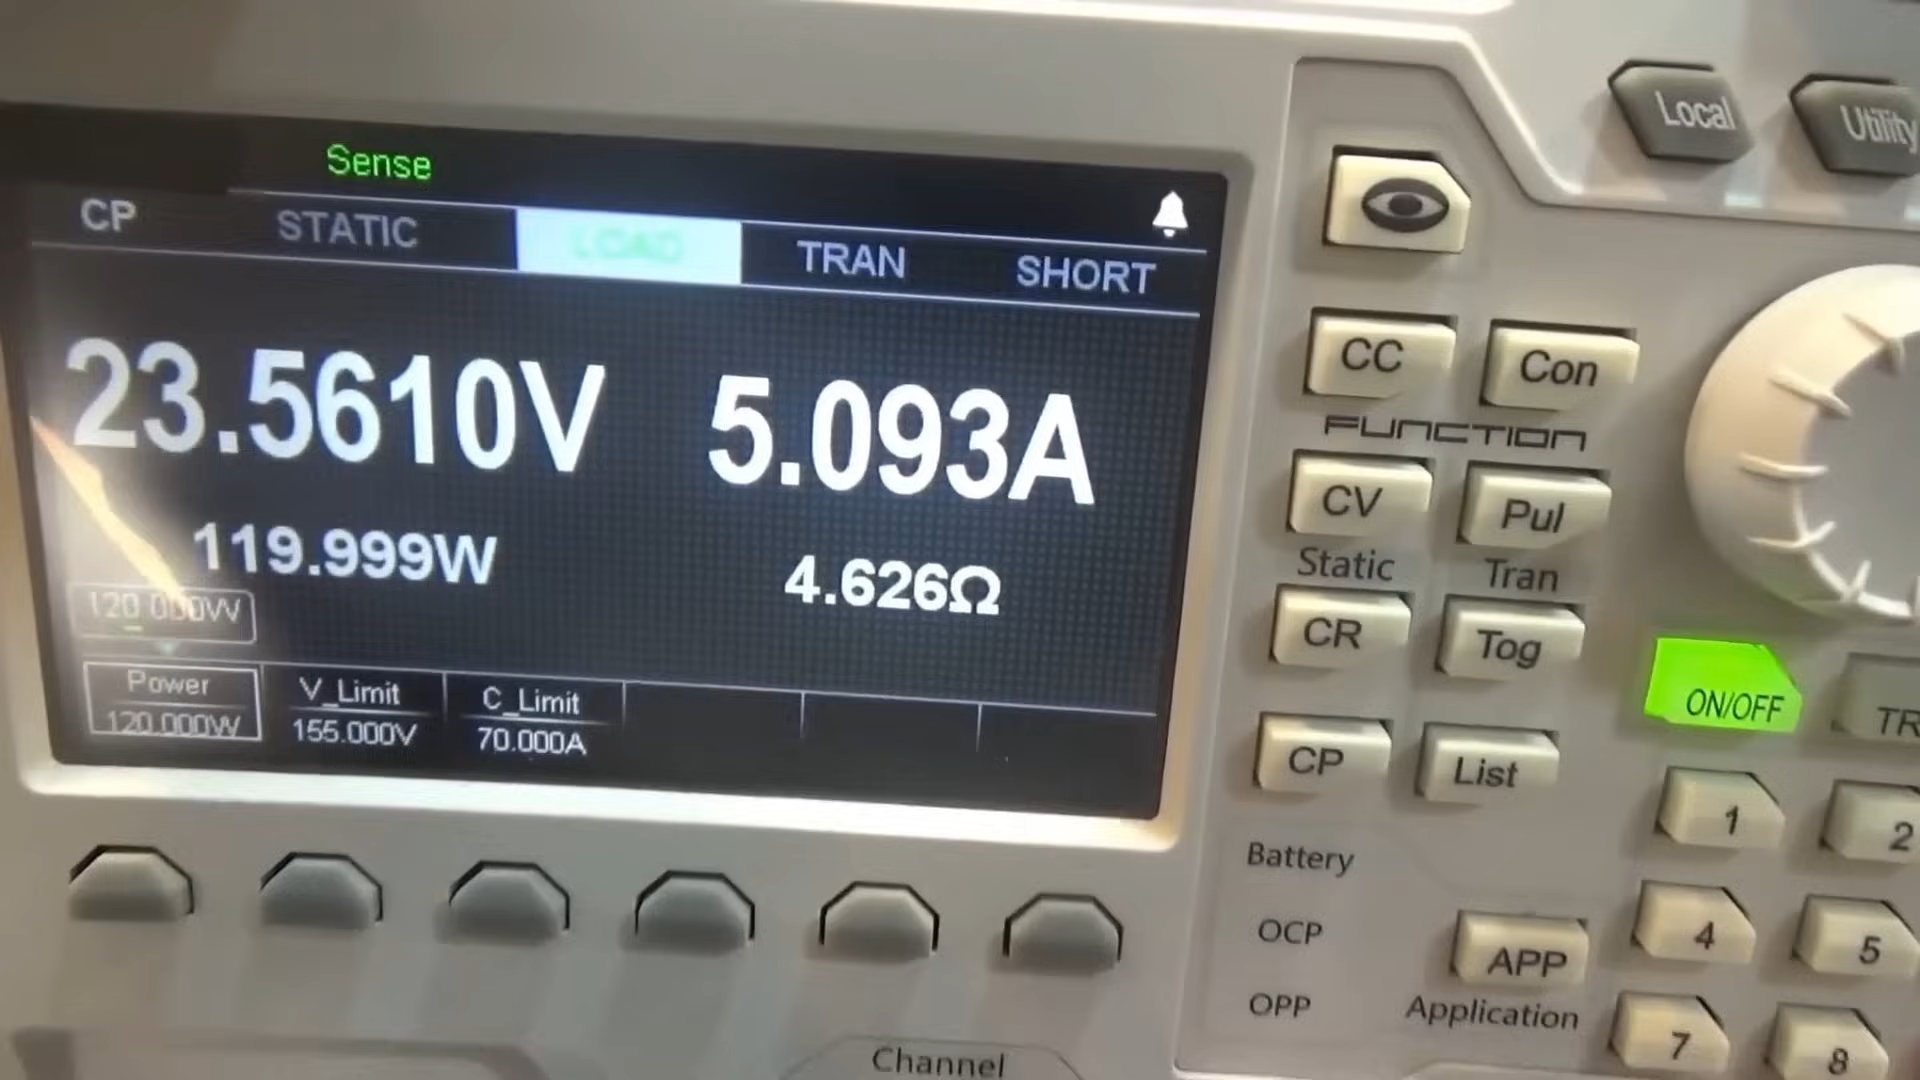 Sense
CP STATIC LOAD TRAN SHORT
23.5610V 5.093A
119.999W 4.626Ω
120.000W
Power V_Limit C_Limit
120.000W 155.000V 70.000A
Local Utility
CC Con
FUNCTION
CV Pul
Static Tran
CR Tog
ON/OFF
CP List
1 2
Battery
OCP
4 5
APP
OPP
Application
7 8
Channel